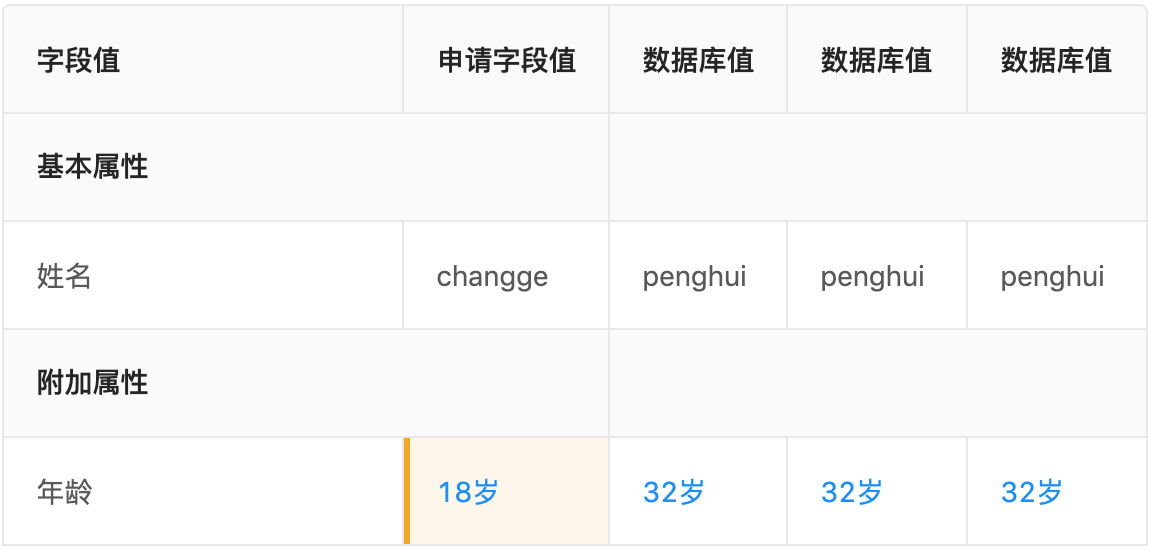 字段值 申请字段值 数据库值 数据库值 数据库值
基本属性
姓名 changge penghui penghui penghui
附加属性
年龄 18岁 32岁 32岁 32岁